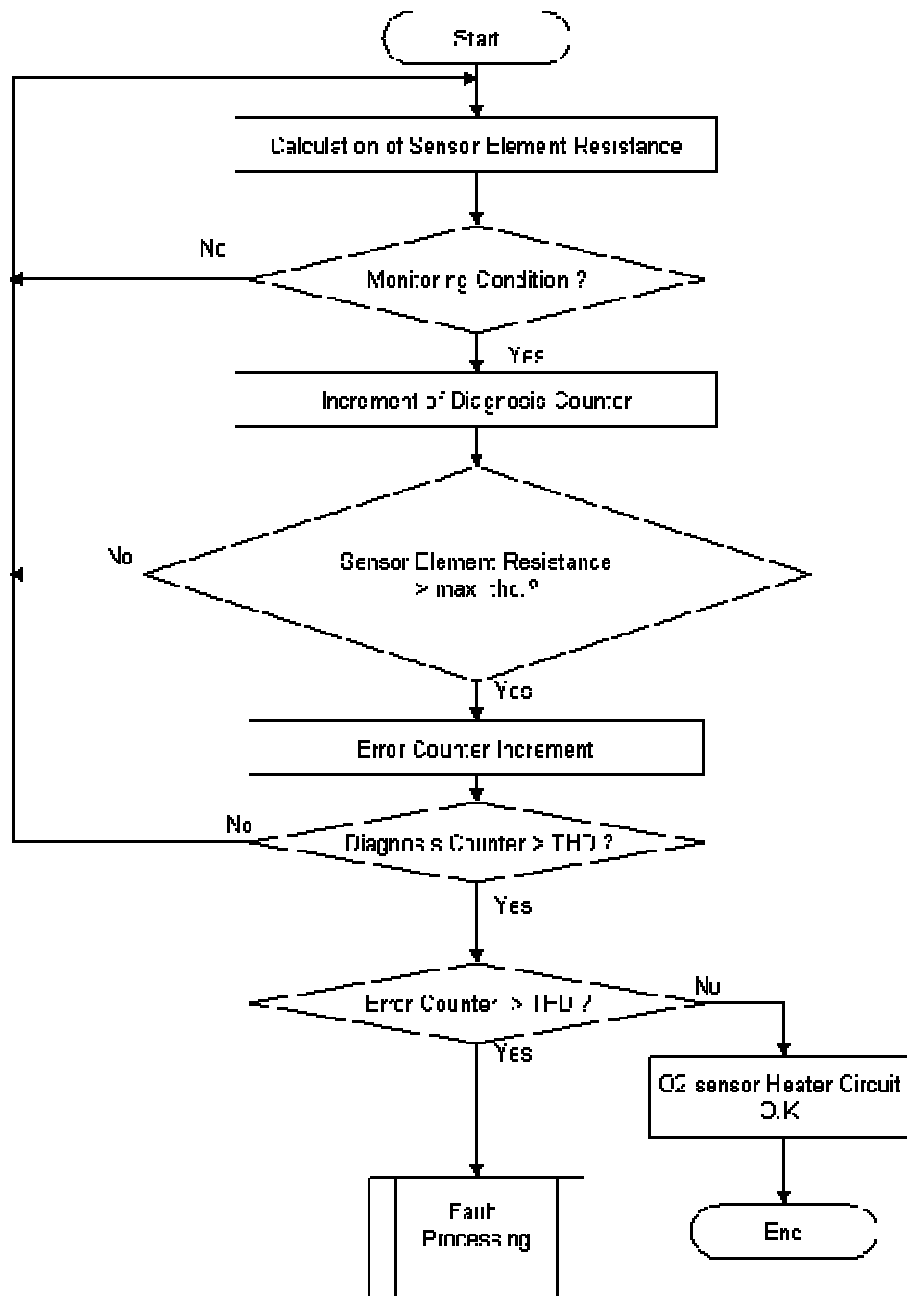 Start
Calculation of Sensor Element Resistance
No
Monitoring Condition ?
Yes
Increment of Diagnosis Counter
No
Sensor Element Resistance
> max. thd.?
Yes
Error Counter Increment
No
Diagnosis Counter > THD ?
Yes
Error Counter > THD ?
No
Yes
O2 sensor Heater Circuit
O.K
Fault
Processing
End